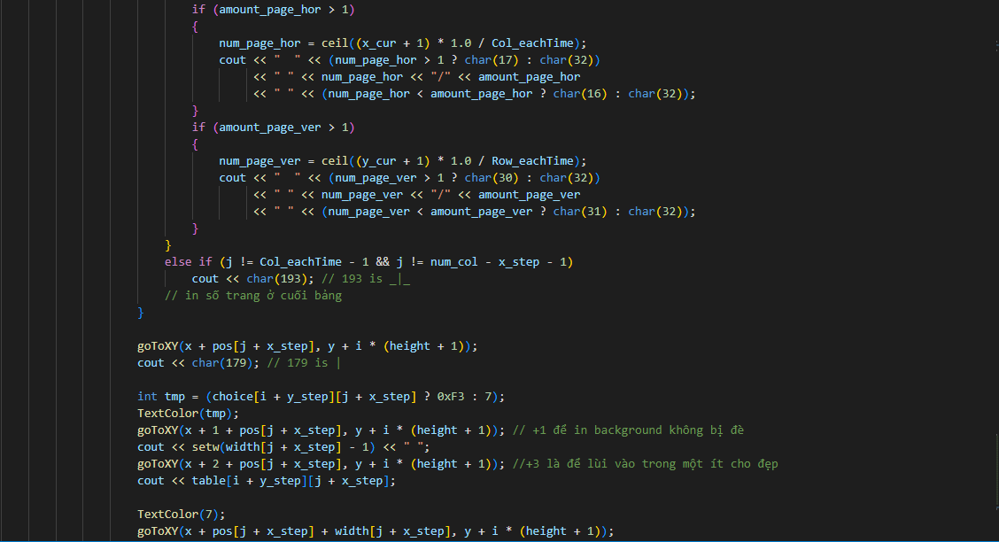 if (amount_page_hor > 1)
{
num_page_hor = ceil((x_cur + 1) * 1.0 / Col_eachTime);
cout << "  " << (num_page_hor > 1 ? char(17) : char(32))
<< " " << num_page_hor << "/" << amount_page_hor
<< " " << (num_page_hor < amount_page_hor ? char(16) : char(32));
}
if (amount_page_ver > 1)
{
num_page_ver = ceil((y_cur + 1) * 1.0 / Row_eachTime);
cout << "  " << (num_page_ver > 1 ? char(30) : char(32))
<< " " << num_page_ver << "/" << amount_page_ver
<< " " << (num_page_ver < amount_page_ver ? char(31) : char(32));
}
}
else if (j != Col_eachTime - 1 && j != num_col - x_step - 1)
cout << char(193); // 193 is _|_
// in số trang ở cuối bảng
}
goToXY(x + pos[j + x_step], y + i * (height + 1));
cout << char(179); // 179 is |
int tmp = (choice[i + y_step][j + x_step] ? 0xF3 : 7);
TextColor(tmp);
goToXY(x + 1 + pos[j + x_step], y + i * (height + 1)); // +1 để in background không bị đè
cout << setw(width[j + x_step] - 1) << " ";
goToXY(x + 2 + pos[j + x_step], y + i * (height + 1)); //+3 là để lùi vào trong một ít cho đẹp
cout << table[i + y_step][j + x_step];
TextColor(7);
goToXY(x + pos[j + x_step] + width[j + x_step], y + i * (height + 1));